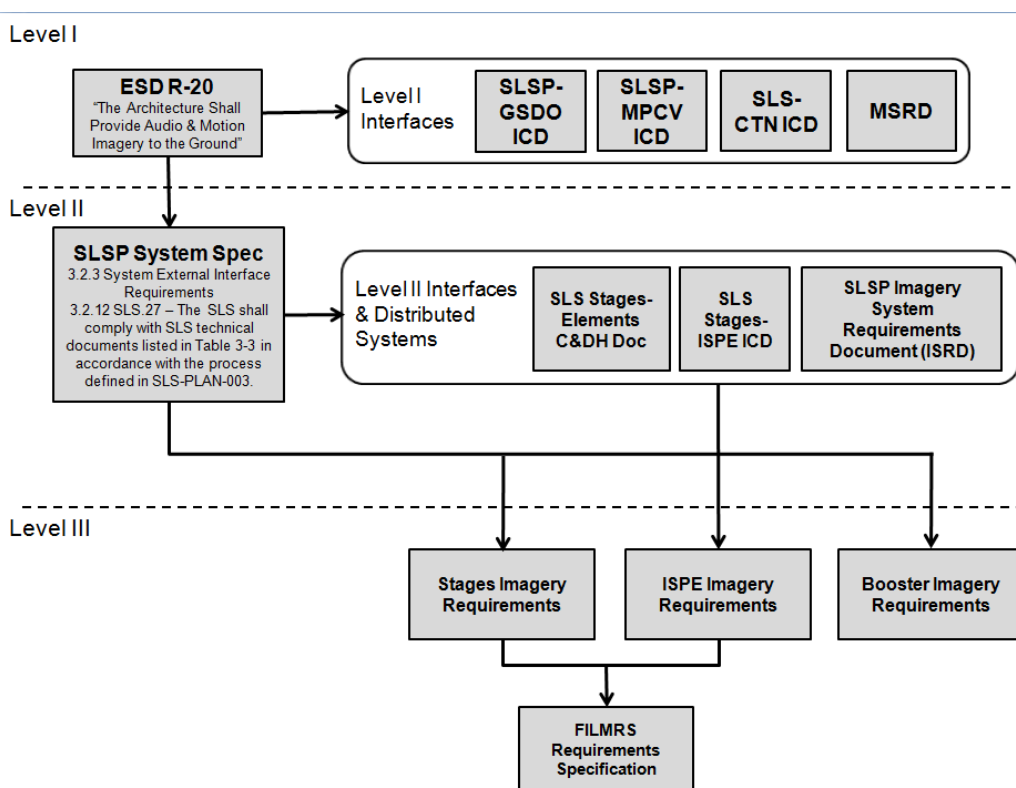 Level I
ESD R-20
“The Architecture Shall
Provide Audio & Motion
Imagery to the Ground”
Level I
Interfaces
SLSP-
GSDO
ICD
SLSP-
MPCV
ICD
SLS-
CTN ICD
MSRD
Level II
SLSP System Spec
3.2.3 System External Interface
Requirements
3.2.12 SLS.27 – The SLS shall
comply with SLS technical
documents listed in Table 3-3 in
accordance with the process
defined in SLS-PLAN-003.
Level II Interfaces
& Distributed
Systems
SLS Stages-
Elements
C&DH Doc
SLS
Stages-
ISPE ICD
SLSP Imagery
System
Requirements
Document (ISRD)
Level III
Stages Imagery
Requirements
ISPE Imagery
Requirements
Booster Imagery
Requirements
FILMRS
Requirements
Specification